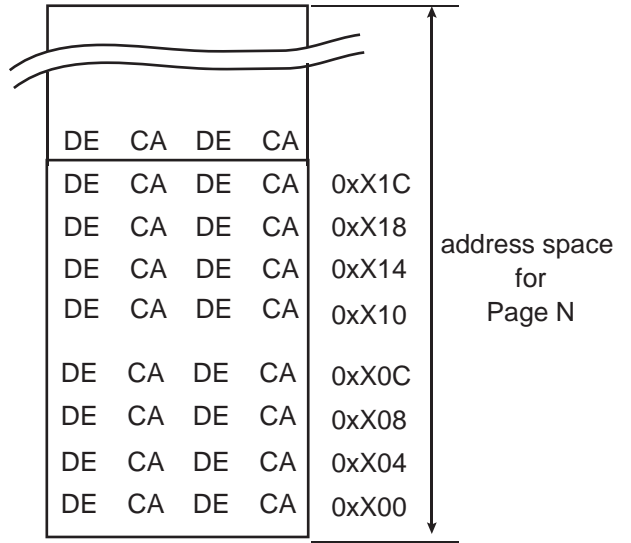 DE CA DE CA
DE CA DE CA 0xX1C
DE CA DE CA 0xX18
DE CA DE CA 0xX14
DE CA DE CA 0xX10
DE CA DE CA 0xX0C
DE CA DE CA 0xX08
DE CA DE CA 0xX04
DE CA DE CA 0xX00
address space
for
Page N